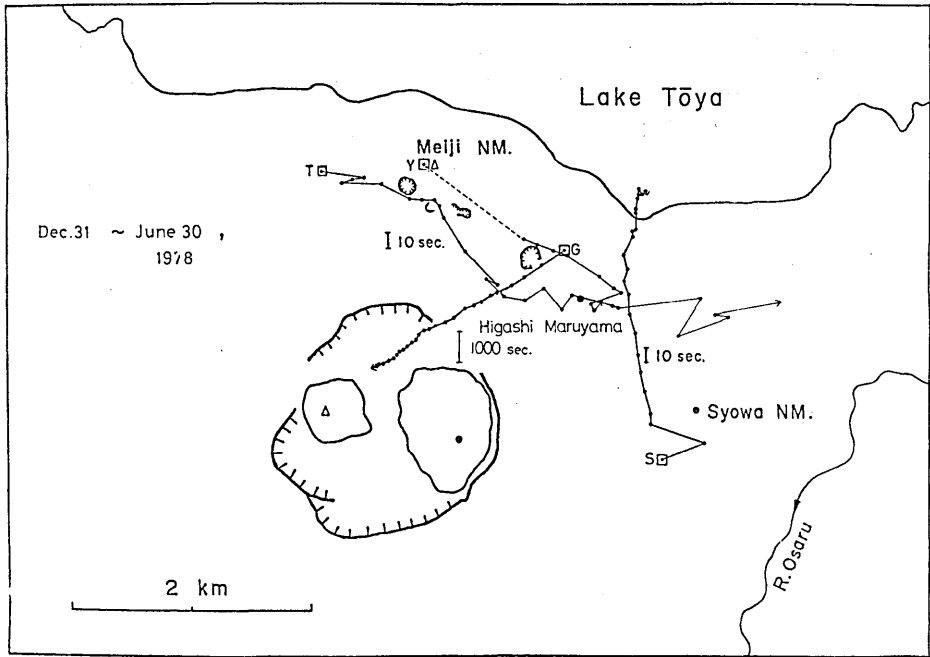 Lake Tōya
Meiji NM.
T
Y
Dec. 31 ~ June 30 ,
1978
10 sec.
G
Higashi Maruyama
1000 sec.
10 sec.
Syowa NM.
S
2 km
R. Osaru